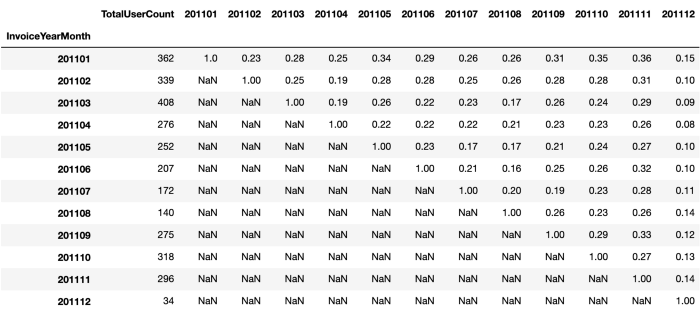 TotalUserCount 201101 201102 201103 201104 201105 201106 201107 201108 201109 201110 201111 201112
InvoiceYearMonth
201101 362 1.0 0.23 0.28 0.25 0.34 0.29 0.26 0.26 0.31 0.35 0.36 0.15
201102 339 NaN 1.00 0.25 0.19 0.28 0.28 0.25 0.26 0.28 0.28 0.31 0.10
201103 408 NaN NaN 1.00 0.19 0.26 0.22 0.23 0.17 0.26 0.24 0.29 0.09
201104 276 NaN NaN NaN 1.00 0.22 0.22 0.22 0.21 0.23 0.23 0.26 0.08
201105 252 NaN NaN NaN NaN 1.00 0.23 0.17 0.17 0.21 0.24 0.27 0.10
201106 207 NaN NaN NaN NaN NaN 1.00 0.21 0.16 0.25 0.26 0.32 0.10
201107 172 NaN NaN NaN NaN NaN NaN 1.00 0.20 0.19 0.23 0.28 0.11
201108 140 NaN NaN NaN NaN NaN NaN NaN 1.00 0.26 0.23 0.26 0.14
201109 275 NaN NaN NaN NaN NaN NaN NaN NaN 1.00 0.29 0.33 0.12
201110 318 NaN NaN NaN NaN NaN NaN NaN NaN NaN 1.00 0.27 0.13
201111 296 NaN NaN NaN NaN NaN NaN NaN NaN NaN NaN 1.00 0.14
201112 34 NaN NaN NaN NaN NaN NaN NaN NaN NaN NaN NaN 1.00